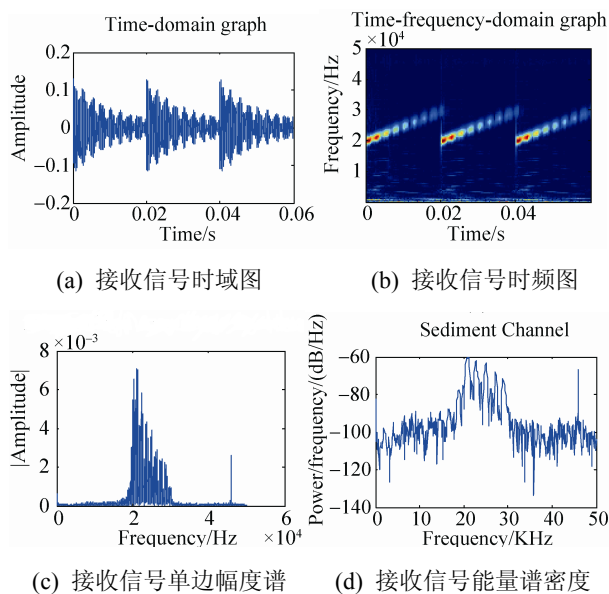 Time-domain graph
Amplitude
0.2
0.1
0
−0.1
−0.2
0
0.02
0.04
0.06
Time/s
(a) 接收信号时域图
Time-frequency-domain graph
×10⁴
Frequency/Hz
5
4
3
2
1
0
0.02
0.04
Time/s
(b) 接收信号时频图
×10⁻³
|Amplitude|
8
6
4
2
0
0
2
4
6
Frequency/Hz
×10⁴
(c) 接收信号单边幅度谱
Sediment Channel
Power/frequency/(dB/Hz)
−60
−80
−100
−120
−140
0
10
20
30
40
50
Frequency/KHz
(d) 接收信号能量谱密度